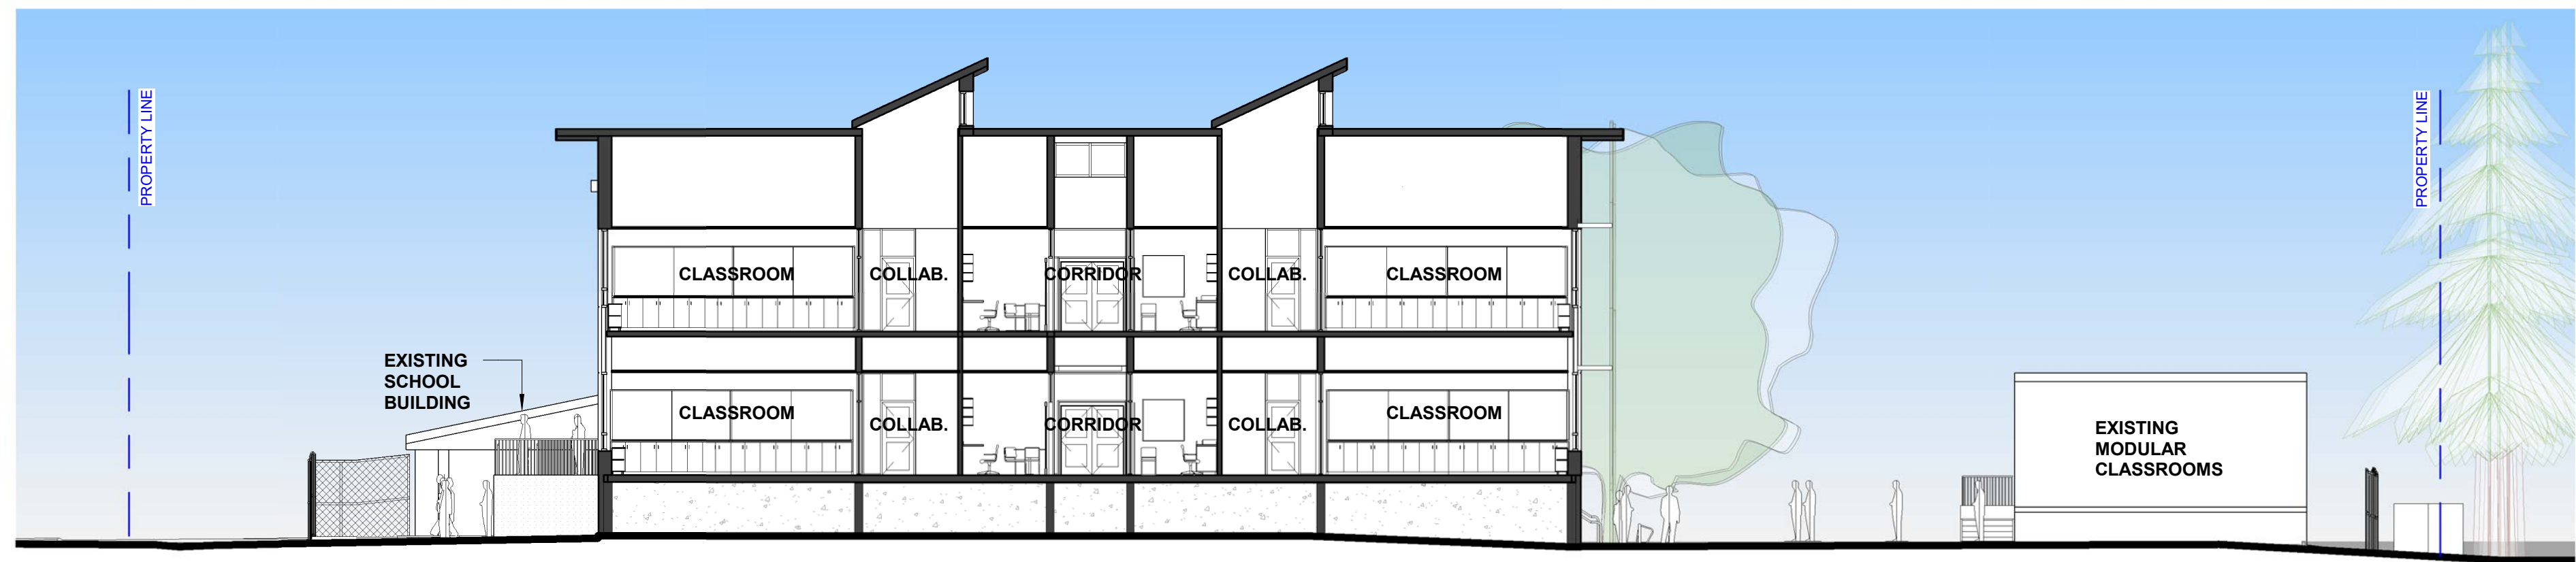 PROPERTY LINE
PROPERTY LINE
CLASSROOM
COLLAB.
CORRIDOR
COLLAB.
CLASSROOM
EXISTING
SCHOOL
BUILDING
CLASSROOM
COLLAB.
CORRIDOR
COLLAB.
CLASSROOM
EXISTING
MODULAR
CLASSROOMS